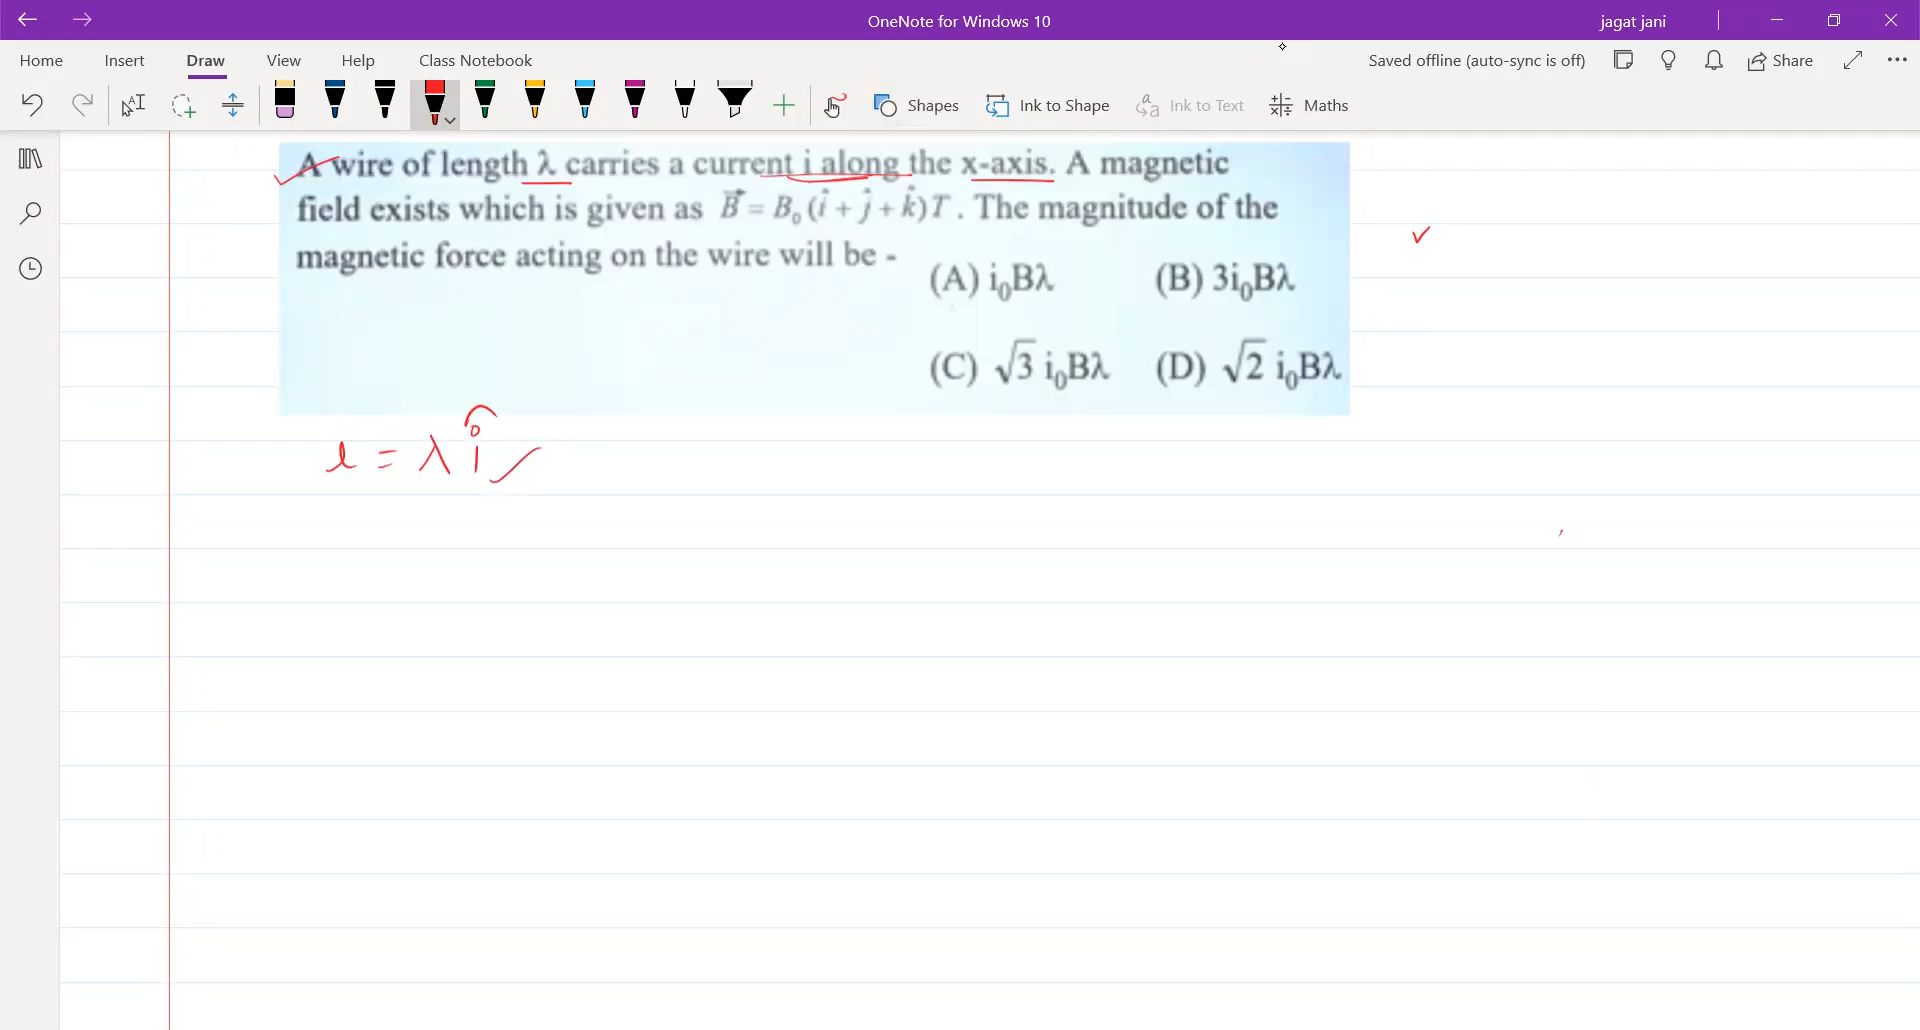 OneNote for Windows 10
jagat jani
Home Insert Draw View Help Class Notebook
Saved offline (auto-sync is off) Share
Shapes Ink to Shape Ink to Text Maths
A wire of length λ carries a current i along the x-axis. A magnetic
field exists which is given as B⃗ = B₀ (î + ĵ + k̂)T . The magnitude of the
magnetic force acting on the wire will be -
(A) i₀Bλ (B) 3i₀Bλ
(C) √3 i₀Bλ (D) √2 i₀Bλ
l = λ î